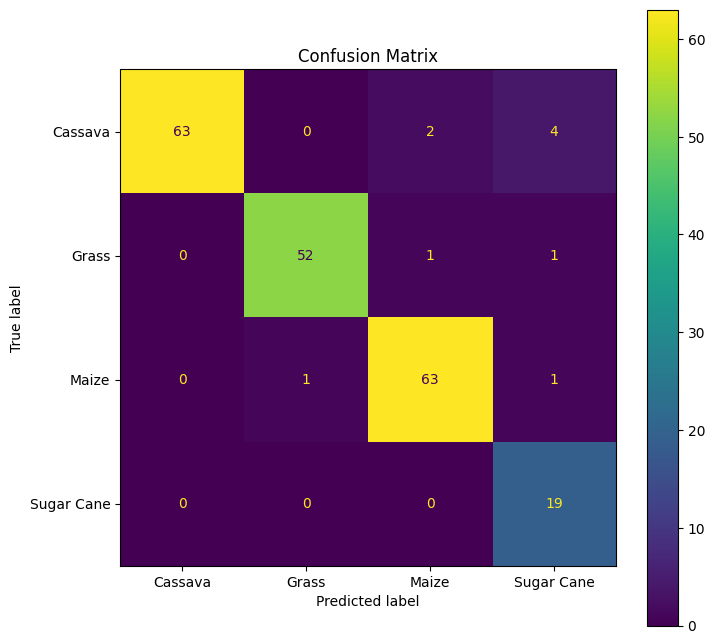 Confusion Matrix
Cassava 63 0 2 4
Grass 0 52 1 1
Maize 0 1 63 1
Sugar Cane 0 0 0 19
Cassava Grass Maize Sugar Cane
Predicted label
True label
60
50
40
30
20
10
0